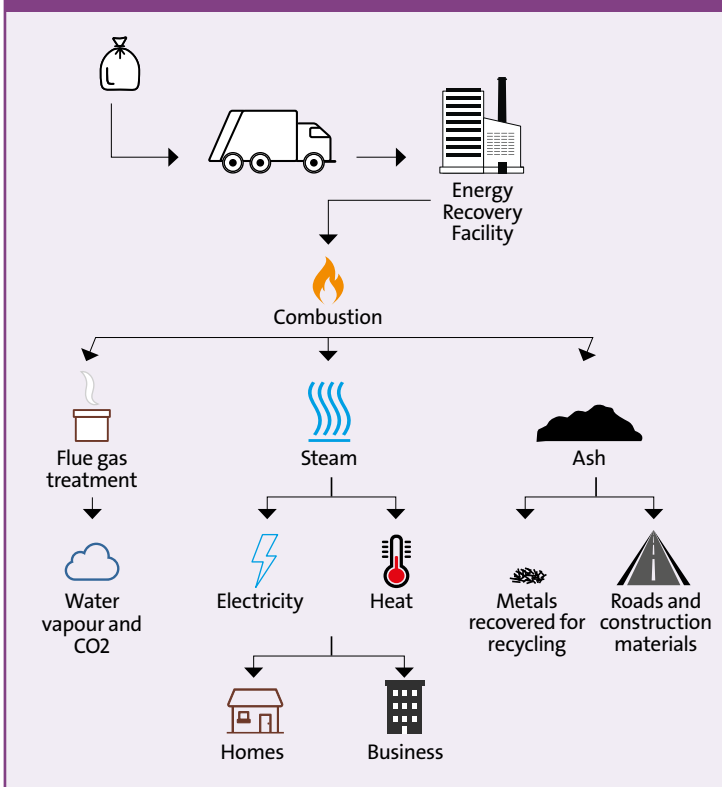 Energy
Recovery
Facility
Combustion
Flue gas
treatment
Steam
Ash
Water
vapour and
CO2
Electricity
Heat
Metals
recovered for
recycling
Roads and
construction
materials
Homes
Business